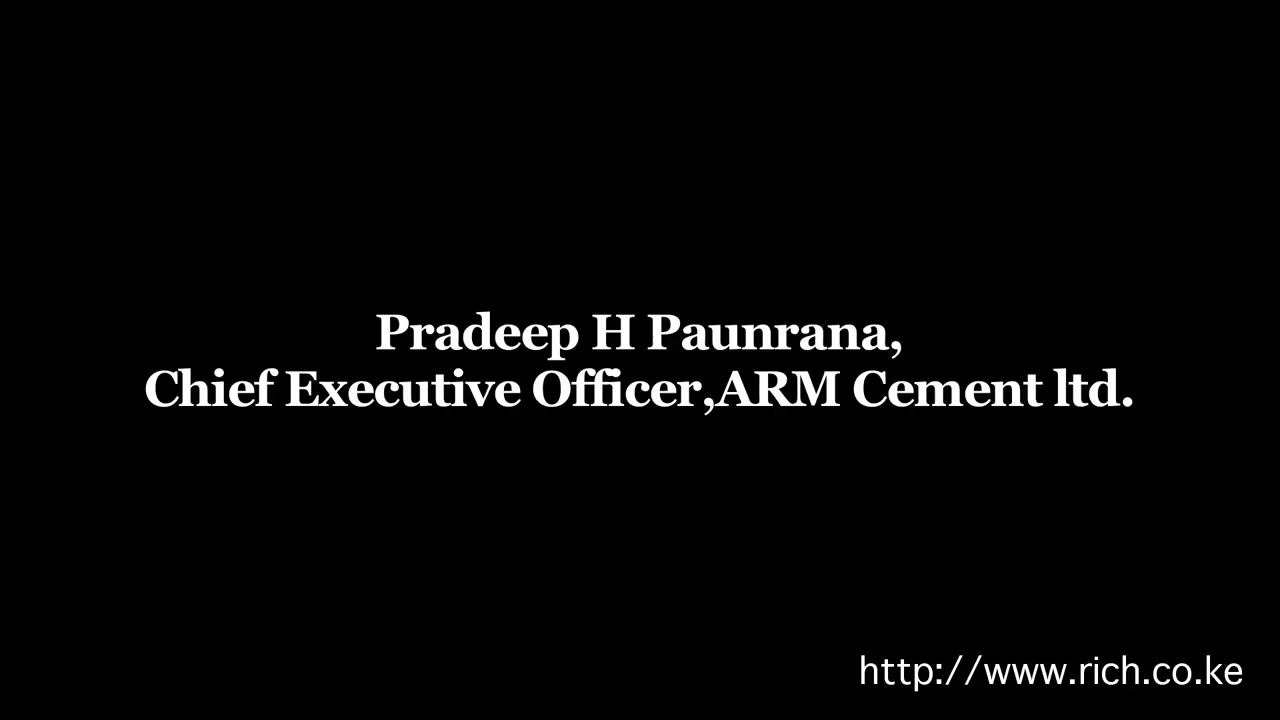 Pradeep H Paunrana,
Chief Executive Officer,ARM Cement ltd.
http://www.rich.co.ke